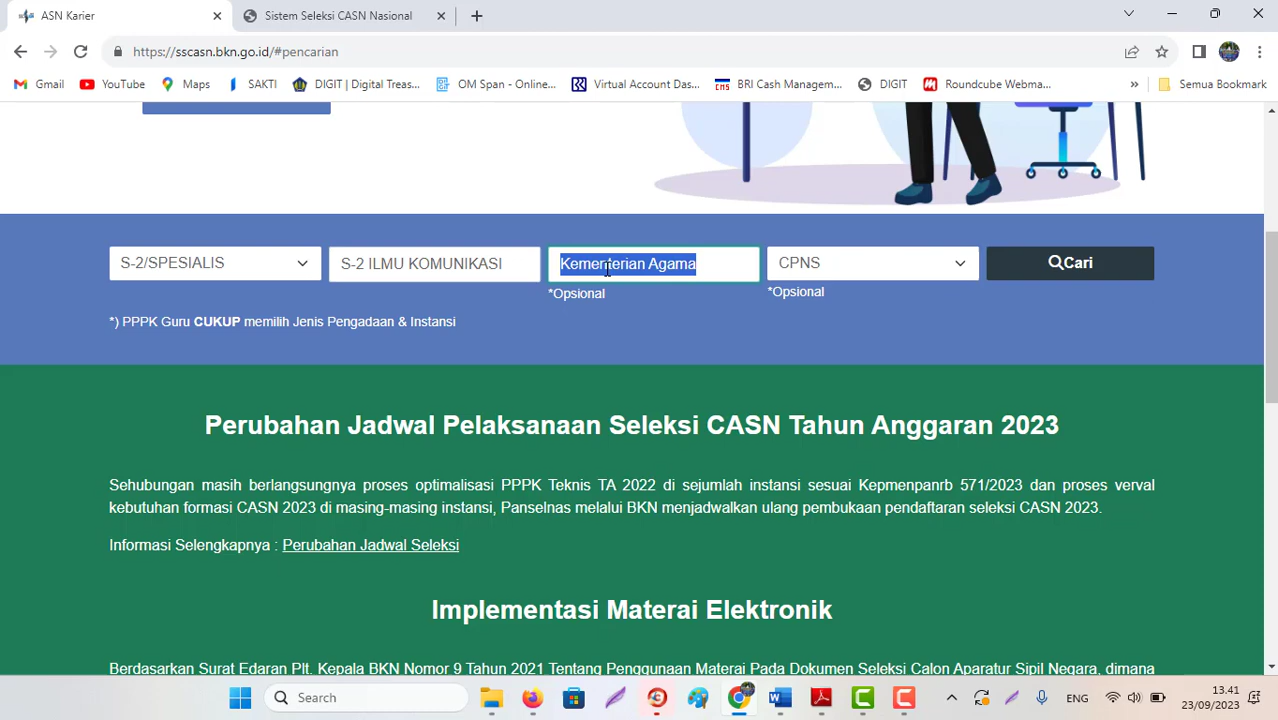 ASN Karier
Sistem Seleksi CASN Nasional
https://sscasn.bkn.go.id/#pencarian
Gmail
YouTube
Maps
SAKTI
DIGIT | Digital Treas...
OM Span - Online...
Virtual Account Das...
BRI Cash Managem...
DIGIT
Roundcube Webma...
»
Semua Bookmark
S-2/SPESIALIS
S-2 ILMU KOMUNIKASI
Kementerian Agama
CPNS
Cari
*Opsional
*Opsional
*) PPPK Guru CUKUP memilih Jenis Pengadaan & Instansi
Perubahan Jadwal Pelaksanaan Seleksi CASN Tahun Anggaran 2023
Sehubungan masih berlangsungnya proses optimalisasi PPPK Teknis TA 2022 di sejumlah instansi sesuai Kepmenpanrb 571/2023 dan proses verval
kebutuhan formasi CASN 2023 di masing-masing instansi, Panselnas melalui BKN menjadwalkan ulang pembukaan pendaftaran seleksi CASN 2023.
Informasi Selengkapnya : Perubahan Jadwal Seleksi
Implementasi Materai Elektronik
Berdasarkan Surat Edaran Plt. Kepala BKN Nomor 9 Tahun 2021 Tentang Penggunaan Materai Pada Dokumen Seleksi Calon Aparatur Sipil Negara, dimana
Search
ENG
13.41
23/09/2023